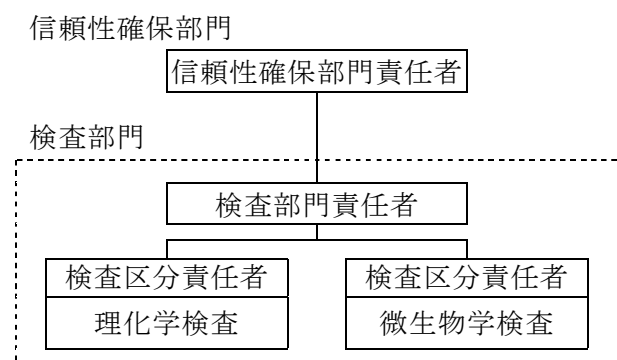 信頼性確保部門
信頼性確保部門責任者
検査部門
検査部門責任者
検査区分責任者
理化学検査
検査区分責任者
微生物学検査